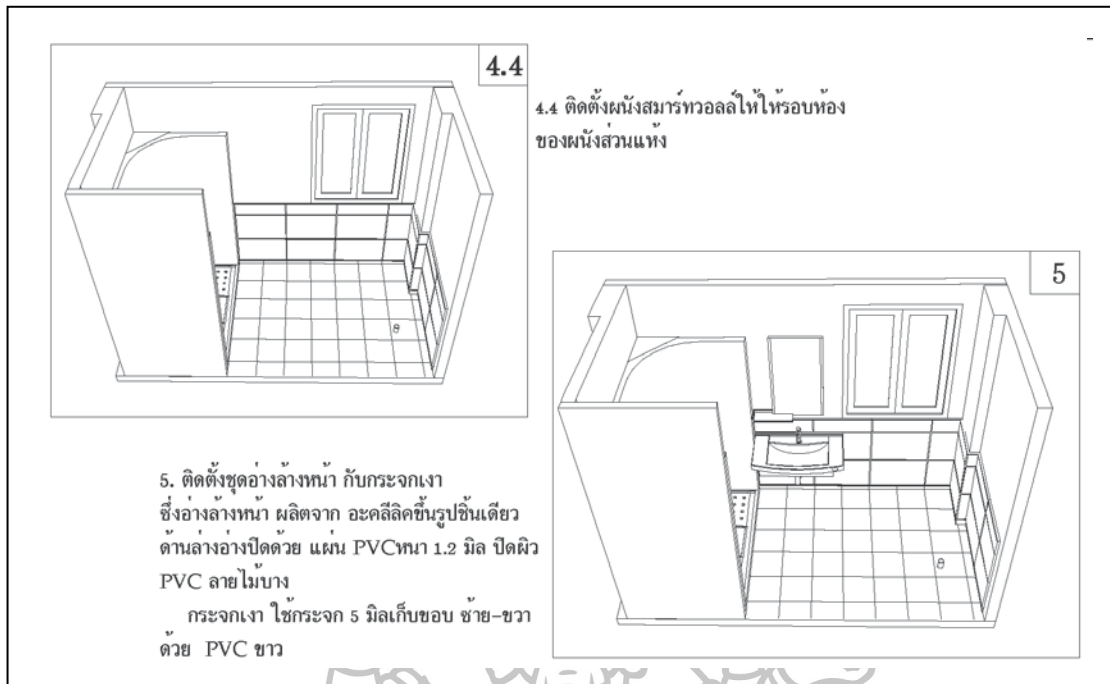 4.4
4.4 ติดตั้งผนังสมาร์ทวอลล์ให้ให้รอบห้อง
ของผนังส่วนแห้ง
5
5. ติดตั้งชุดอ่างล้างหน้า กับกระจกเงา
ซึ่งอ่างล้างหน้า ผลิตจาก อะคลีลิคขึ้นรูปชิ้นเดียว
ด้านล่างอ่างปิดด้วย แผ่น PVCหนา 1.2 มิล ปิดผิว
PVC ลายไม้บาง
กระจกเงา ใช้กระจก 5 มิลเก็บขอบ ซ้าย-ขวา
ด้วย PVC ขาว